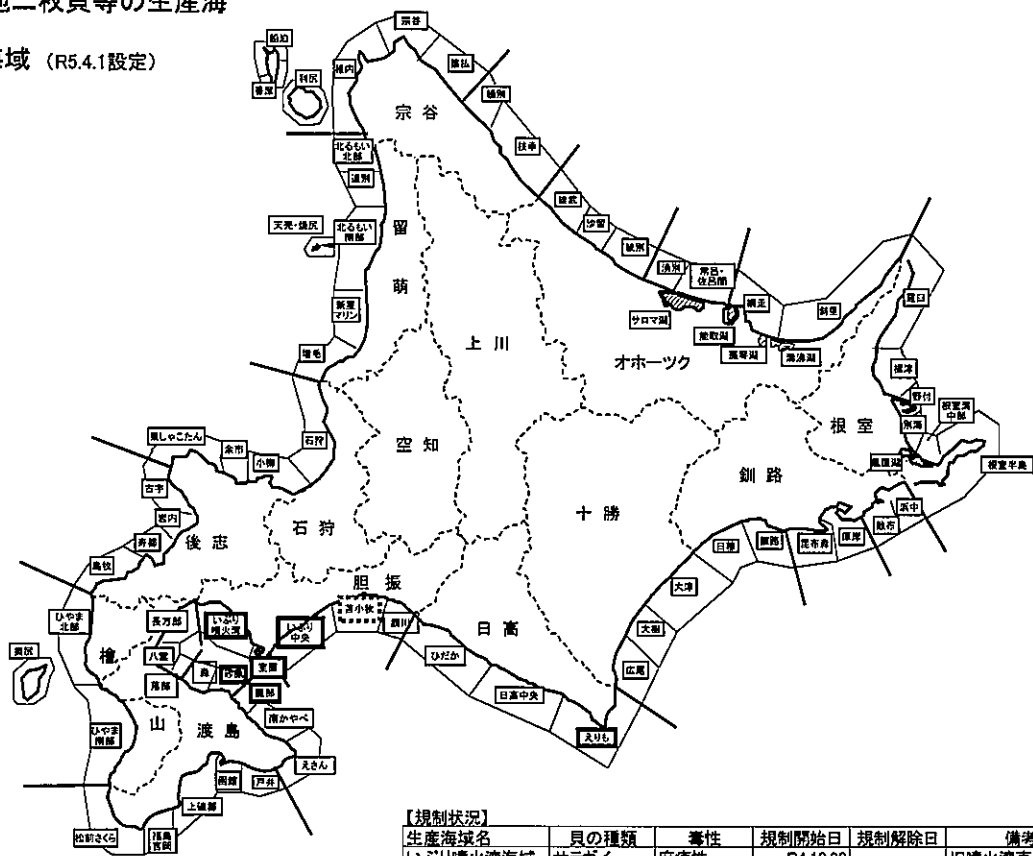 二枚貝等の生産海
域 (R5.4.1設定)
船泊
香深
利尻
宗谷
稚内
猿払
頓別
枝幸
雄武
沙留
紋別
湧別
常呂・
佐呂間
サロマ湖
能取湖
網走
藻琴湖
濤沸湖
斜里
羅臼
標津
野付
別海
根室湾
中部
風蓮湖
根室半島
浜中
散布
厚岸
昆布森
釧路
白糠
大津
大樹
広尾
えりも
日高中央
ひだか
鵡川
苫小牧
いぶり
中央
室蘭
いぶり
噴火湾
長万部
八雲
落部
森
砂原
鹿部
南かやべ
えさん
戸井
函館
上磯郡
福島
吉岡
松前さくら
ひやま
南部
奥尻
ひやま
北部
島牧
寿都
岩内
古宇
東しゃこたん
余市
小樽
石狩
増毛
新星
マリン
天売・焼尻
北るもい
南部
遠別
北るもい
北部
宗谷
留
萌
上川
オホーツク
空知
根室
釧路
十勝
石狩
後志
胆振
日高
檜
山
渡島
【規制状況】
生産海域名 貝の種類 毒性 規制開始日 規制解除日 備考